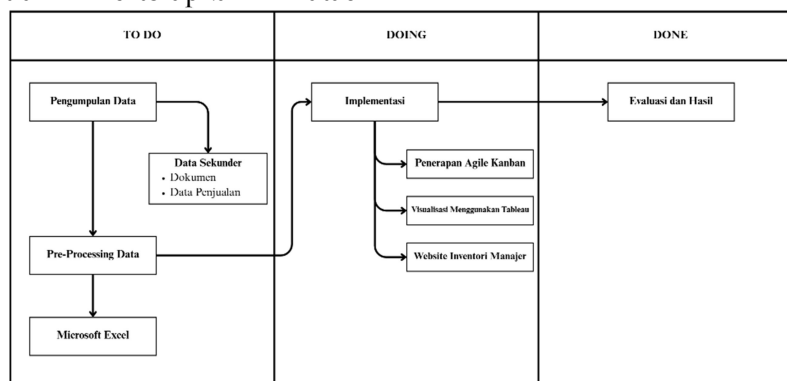 TO DO
DOING
DONE
Pengumpulan Data
Implementasi
Evaluasi dan Hasil
Data Sekunder
• Dokumen
• Data Penjualan
Penerapan Agile Kanban
Visualisasi Menggunakan Tableau
Pre-Processing Data
Website Inventori Manajer
Microsoft Excel